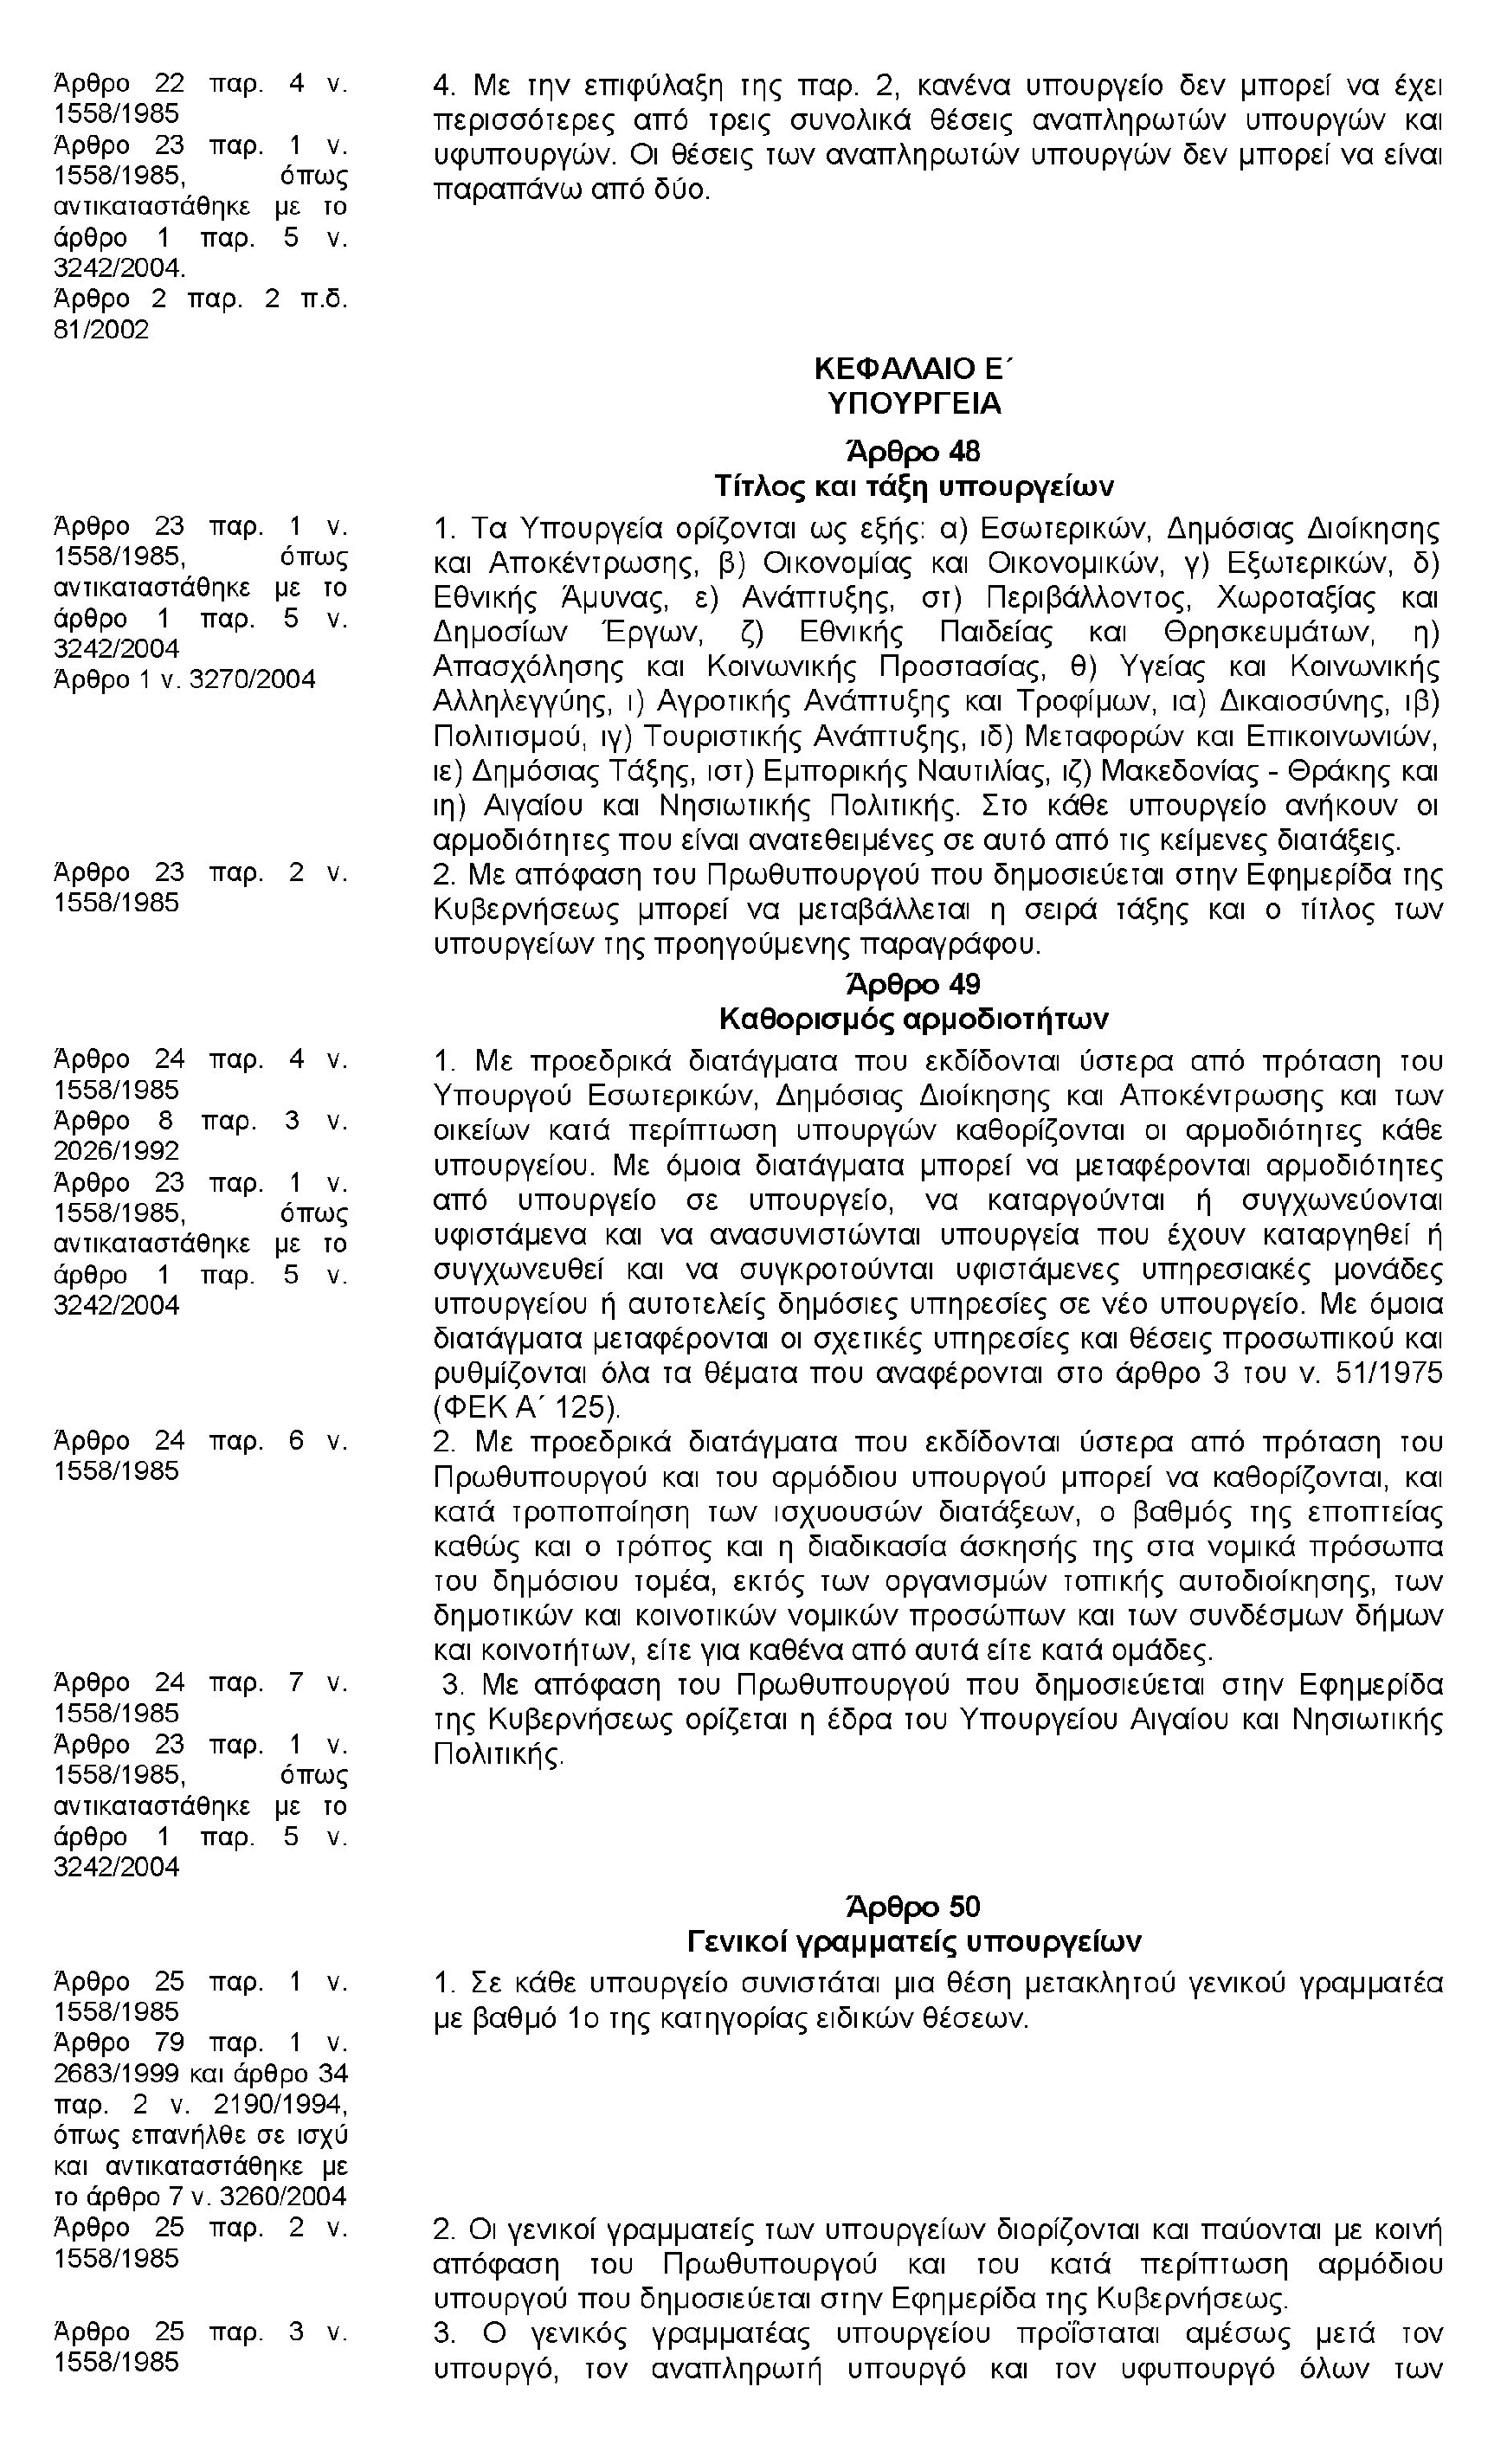 Άρθρο 22 παρ. 4 ν.
1558/1985
Άρθρο 23 παρ. 1 ν.
1558/1985, όπως
αντικαταστάθηκε με το
άρθρο 1 παρ. 5 ν.
3242/2004.
Άρθρο 2 παρ. 2 π.δ.
81/2002
4. Με την επιφύλαξη της παρ. 2, κανένα υπουργείο δεν μπορεί να έχει
περισσότερες από τρεις συνολικά θέσεις αναπληρωτών υπουργών και
υφυπουργών. Οι θέσεις των αναπληρωτών υπουργών δεν μπορεί να είναι
παραπάνω από δύο.
ΚΕΦΑΛΑΙΟ Ε΄
ΥΠΟΥΡΓΕΙΑ
Άρθρο 48
Τίτλος και τάξη υπουργείων
Άρθρο 23 παρ. 1 ν.
1558/1985, όπως
αντικαταστάθηκε με το
άρθρο 1 παρ. 5 ν.
3242/2004
Άρθρο 1 ν. 3270/2004
1. Τα Υπουργεία ορίζονται ως εξής: α) Εσωτερικών, Δημόσιας Διοίκησης
και Αποκέντρωσης, β) Οικονομίας και Οικονομικών, γ) Εξωτερικών, δ)
Εθνικής Άμυνας, ε) Ανάπτυξης, στ) Περιβάλλοντος, Χωροταξίας και
Δημοσίων Έργων, ζ) Εθνικής Παιδείας και Θρησκευμάτων, η)
Απασχόλησης και Κοινωνικής Προστασίας, θ) Υγείας και Κοινωνικής
Αλληλεγγύης, ι) Αγροτικής Ανάπτυξης και Τροφίμων, ια) Δικαιοσύνης, ιβ)
Πολιτισμού, ιγ) Τουριστικής Ανάπτυξης, ιδ) Μεταφορών και Επικοινωνιών,
ιε) Δημόσιας Τάξης, ιστ) Εμπορικής Ναυτιλίας, ιζ) Μακεδονίας - Θράκης και
ιη) Αιγαίου και Νησιωτικής Πολιτικής. Στο κάθε υπουργείο ανήκουν οι
αρμοδιότητες που είναι ανατεθειμένες σε αυτό από τις κείμενες διατάξεις.
Άρθρο 23 παρ. 2 ν.
1558/1985
2. Με απόφαση του Πρωθυπουργού που δημοσιεύεται στην Εφημερίδα της
Κυβερνήσεως μπορεί να μεταβάλλεται η σειρά τάξης και ο τίτλος των
υπουργείων της προηγούμενης παραγράφου.
Άρθρο 49
Καθορισμός αρμοδιοτήτων
Άρθρο 24 παρ. 4 ν.
1558/1985
Άρθρο 8 παρ. 3 ν.
2026/1992
Άρθρο 23 παρ. 1 ν.
1558/1985, όπως
αντικαταστάθηκε με το
άρθρο 1 παρ. 5 ν.
3242/2004
1. Με προεδρικά διατάγματα που εκδίδονται ύστερα από πρόταση του
Υπουργού Εσωτερικών, Δημόσιας Διοίκησης και Αποκέντρωσης και των
οικείων κατά περίπτωση υπουργών καθορίζονται οι αρμοδιότητες κάθε
υπουργείου. Με όμοια διατάγματα μπορεί να μεταφέρονται αρμοδιότητες
από υπουργείο σε υπουργείο, να καταργούνται ή συγχωνεύονται
υφιστάμενα και να ανασυνιστώνται υπουργεία που έχουν καταργηθεί ή
συγχωνευθεί και να συγκροτούνται υφιστάμενες υπηρεσιακές μονάδες
υπουργείου ή αυτοτελείς δημόσιες υπηρεσίες σε νέο υπουργείο. Με όμοια
διατάγματα μεταφέρονται οι σχετικές υπηρεσίες και θέσεις προσωπικού και
ρυθμίζονται όλα τα θέματα που αναφέρονται στο άρθρο 3 του ν. 51/1975
(ΦΕΚ Α΄ 125).
Άρθρο 24 παρ. 6 ν.
1558/1985
2. Με προεδρικά διατάγματα που εκδίδονται ύστερα από πρόταση του
Πρωθυπουργού και του αρμόδιου υπουργού μπορεί να καθορίζονται, και
κατά τροποποίηση των ισχυουσών διατάξεων, ο βαθμός της εποπτείας
καθώς και ο τρόπος και η διαδικασία άσκησής της στα νομικά πρόσωπα
του δημόσιου τομέα, εκτός των οργανισμών τοπικής αυτοδιοίκησης, των
δημοτικών και κοινοτικών νομικών προσώπων και των συνδέσμων δήμων
και κοινοτήτων, είτε για καθένα από αυτά είτε κατά ομάδες.
Άρθρο 24 παρ. 7 ν.
1558/1985
Άρθρο 23 παρ. 1 ν.
1558/1985, όπως
αντικαταστάθηκε με το
άρθρο 1 παρ. 5 ν.
3242/2004
3. Με απόφαση του Πρωθυπουργού που δημοσιεύεται στην Εφημερίδα
της Κυβερνήσεως ορίζεται η έδρα του Υπουργείου Αιγαίου και Νησιωτικής
Πολιτικής.
Άρθρο 50
Γενικοί γραμματείς υπουργείων
Άρθρο 25 παρ. 1 ν.
1558/1985
Άρθρο 79 παρ. 1 ν.
2683/1999 και άρθρο 34
παρ. 2 ν. 2190/1994,
όπως επανήλθε σε ισχύ
και αντικαταστάθηκε με
το άρθρο 7 ν. 3260/2004
1. Σε κάθε υπουργείο συνιστάται μια θέση μετακλητού γενικού γραμματέα
με βαθμό 1ο της κατηγορίας ειδικών θέσεων.
Άρθρο 25 παρ. 2 ν.
1558/1985
2. Οι γενικοί γραμματείς των υπουργείων διορίζονται και παύονται με κοινή
απόφαση του Πρωθυπουργού και του κατά περίπτωση αρμόδιου
υπουργού που δημοσιεύεται στην Εφημερίδα της Κυβερνήσεως.
Άρθρο 25 παρ. 3 ν.
1558/1985
3. Ο γενικός γραμματέας υπουργείου προΐσταται αμέσως μετά τον
υπουργό, τον αναπληρωτή υπουργό και τον υφυπουργό όλων των